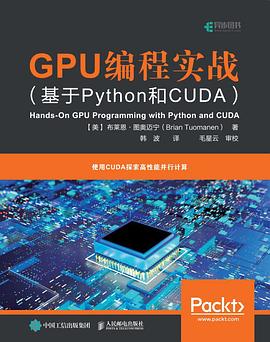 异步图书
GPU编程实战
（基于Python和CUDA）
Hands-On GPU Programming with Python and CUDA
【美】布莱恩·图奥迈宁（Brian Tuomanen） 著
韩 波 译 毛星云 审校
使用CUDA探索高性能并行计算
Packt>
中国工信出版集团 人民邮电出版社